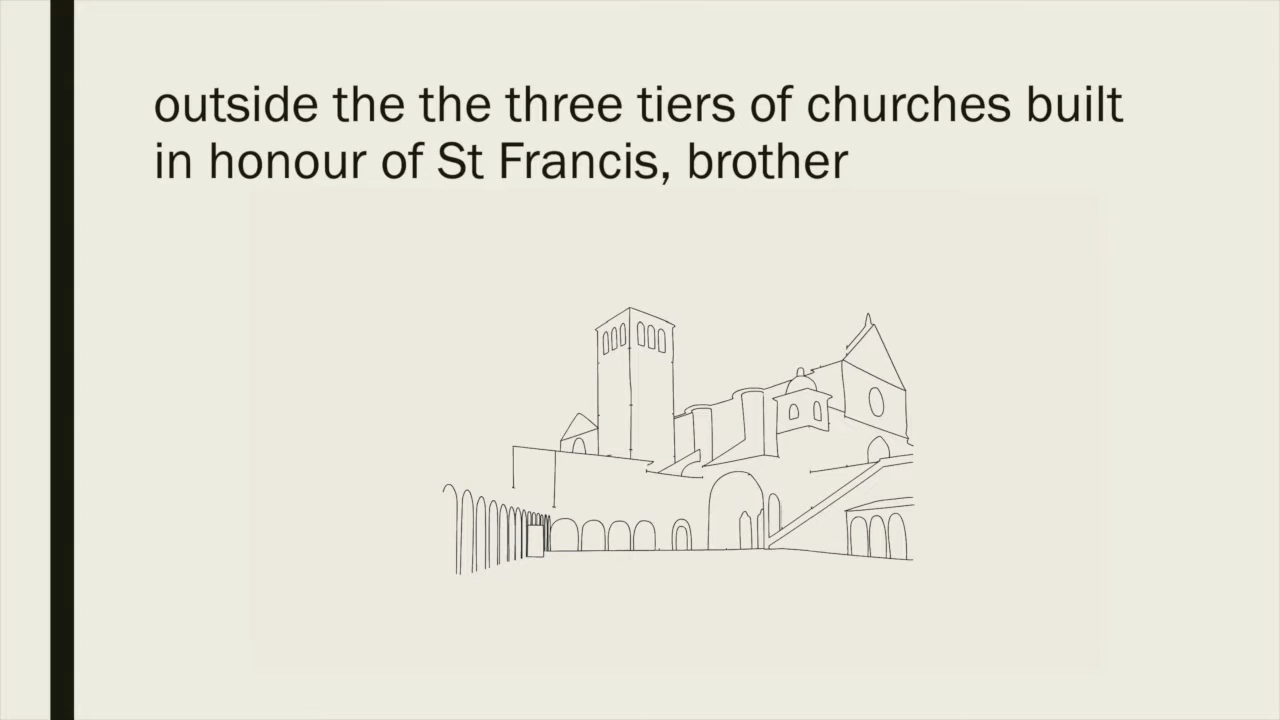 outside the the three tiers of churches built
in honour of St Francis, brother